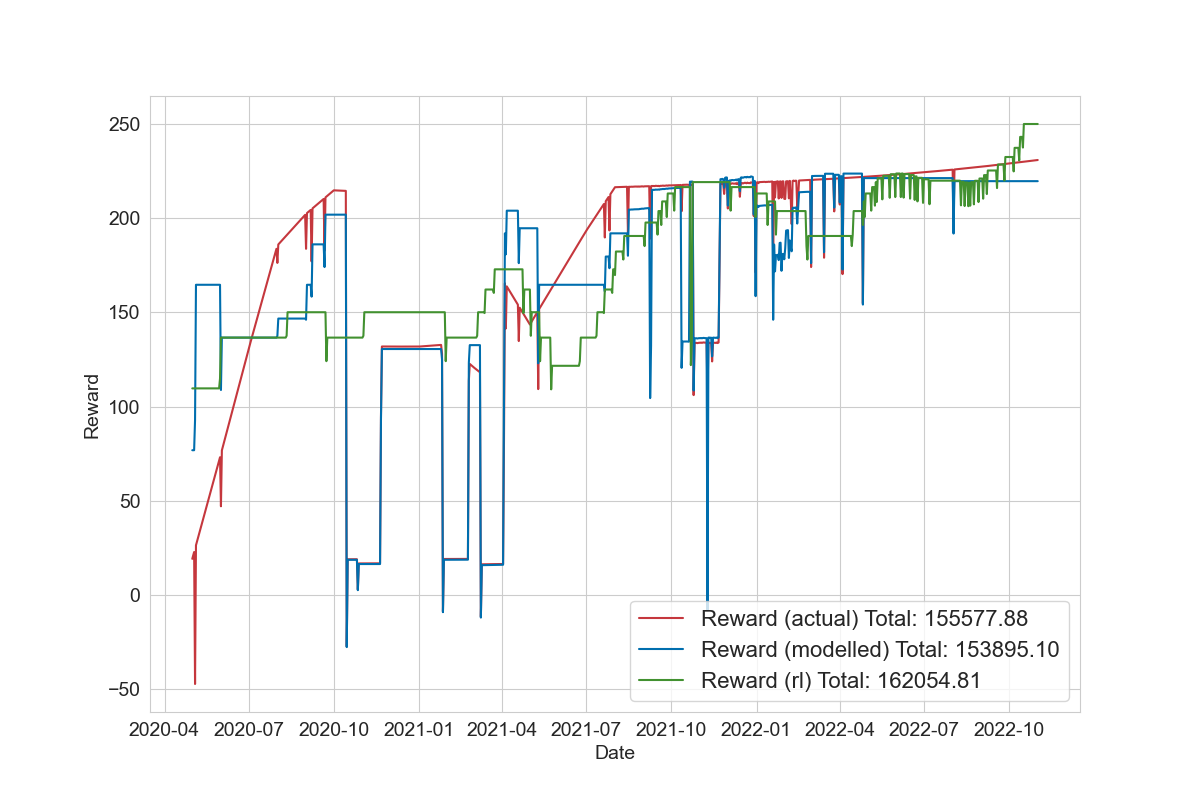 250
200
150
100
50
0
−50
Reward
Reward (actual) Total: 155577.88
Reward (modelled) Total: 153895.10
Reward (rl) Total: 162054.81
2020-04 2020-07 2020-10 2021-01 2021-04 2021-07 2021-10 2022-01 2022-04 2022-07 2022-10
Date